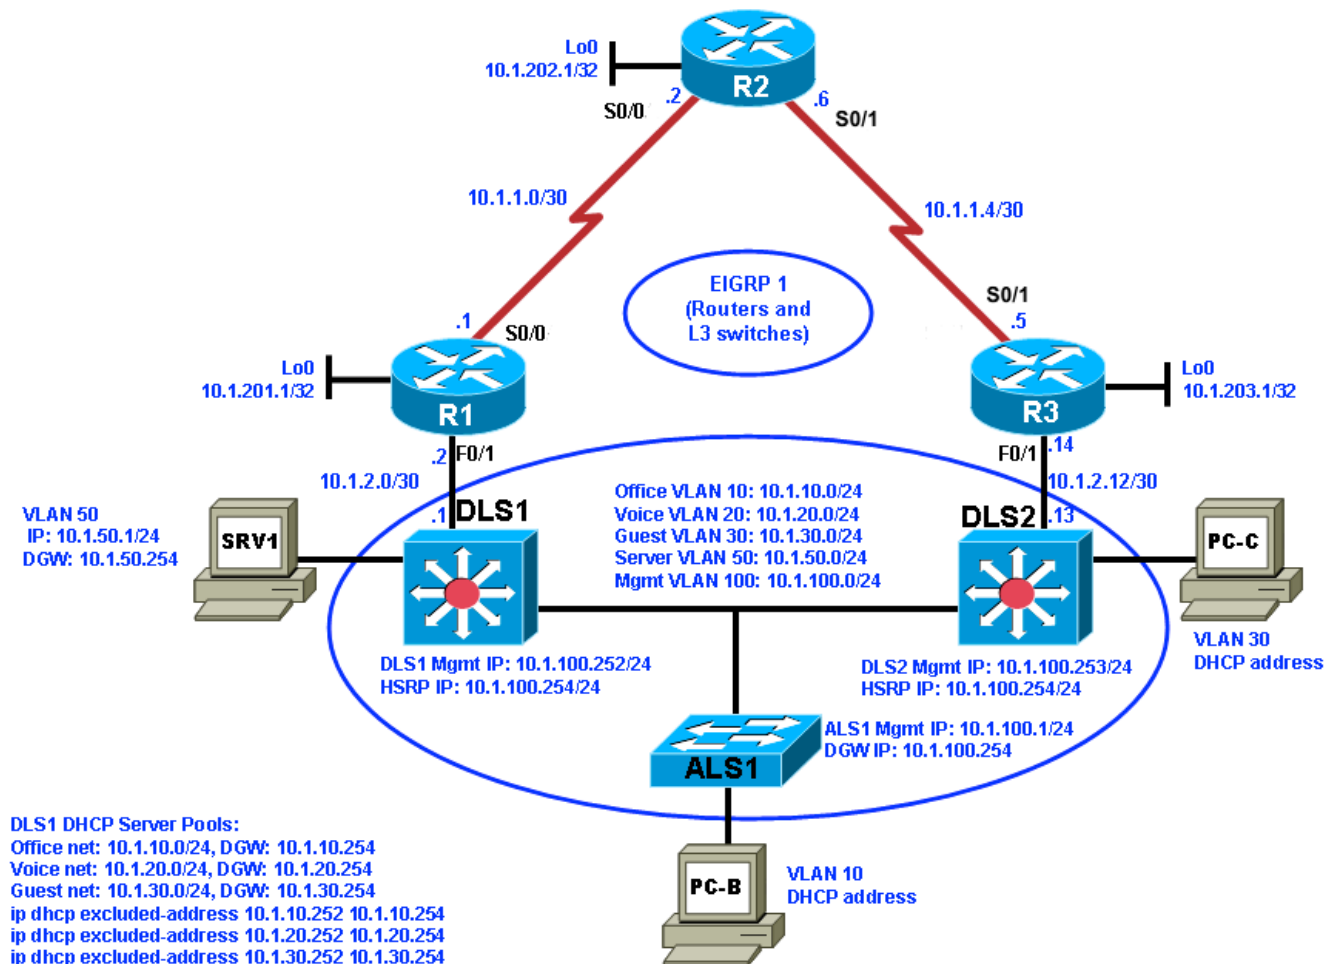 Lo0
10.1.202.1/32
R2
.2
.6
S0/0
S0/1
10.1.1.0/30
10.1.1.4/30
EIGRP 1
(Routers and
L3 switches)
S0/1
.1
.5
S0/0
Lo0
10.1.201.1/32
R1
R3
Lo0
10.1.203.1/32
.2
F0/1
F0/1
.14
10.1.2.0/30
10.1.2.12/30
.1
DLS1
DLS2
.13
VLAN 50
IP: 10.1.50.1/24
DGW: 10.1.50.254
SRV1
Office VLAN 10: 10.1.10.0/24
Voice VLAN 20: 10.1.20.0/24
Guest VLAN 30: 10.1.30.0/24
Server VLAN 50: 10.1.50.0/24
Mgmt VLAN 100: 10.1.100.0/24
PC-C
VLAN 30
DHCP address
DLS1 Mgmt IP: 10.1.100.252/24
HSRP IP: 10.1.100.254/24
DLS2 Mgmt IP: 10.1.100.253/24
HSRP IP: 10.1.100.254/24
ALS1 Mgmt IP: 10.1.100.1/24
DGW IP: 10.1.100.254
ALS1
DLS1 DHCP Server Pools:
Office net: 10.1.10.0/24, DGW: 10.1.10.254
Voice net: 10.1.20.0/24, DGW: 10.1.20.254
Guest net: 10.1.30.0/24, DGW: 10.1.30.254
ip dhcp excluded-address 10.1.10.252 10.1.10.254
ip dhcp excluded-address 10.1.20.252 10.1.20.254
ip dhcp excluded-address 10.1.30.252 10.1.30.254
PC-B
VLAN 10
DHCP address